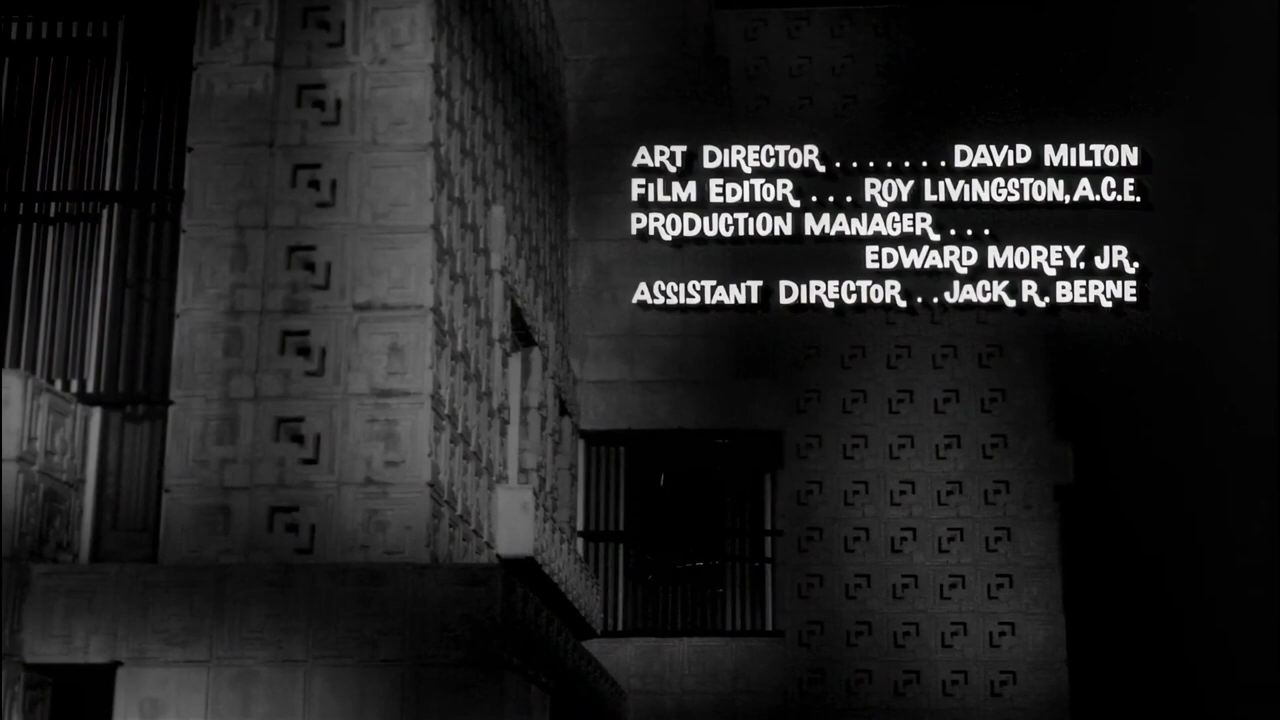 ART DIRECTOR . . . . . . . DAVID MILTON
FILM EDITOR . . . ROY LIVINGSTON, A.C.E.
PRODUCTION MANAGER . . .
EDWARD MOREY, JR.
ASSISTANT DIRECTOR . . JACK R. BERNE